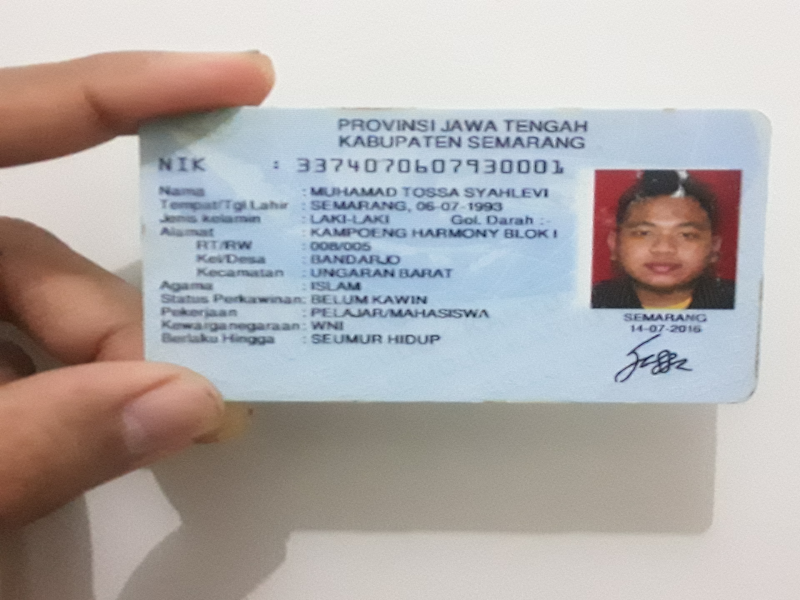 PROVINSI JAWA TENGAH
KABUPATEN SEMARANG
NIK : 3374070607930001
Nama : MUHAMAD TOSSA SYAHLEVI
Tempat/Tgl Lahir : SEMARANG, 06-07-1993
Jenis kelamin : LAKI-LAKI Gol. Darah :-
Alamat : KAMPOENG HARMONY BLOK I
RT/RW : 008/005
Kel/Desa : BANDARJO
Kecamatan : UNGARAN BARAT
Agama : ISLAM
Status Perkawinan: BELUM KAWIN
Pekerjaan : PELAJAR/MAHASISWA
Kewarganegaraan: WNI
Berlaku Hingga : SEUMUR HIDUP
SEMARANG
14-07-2016